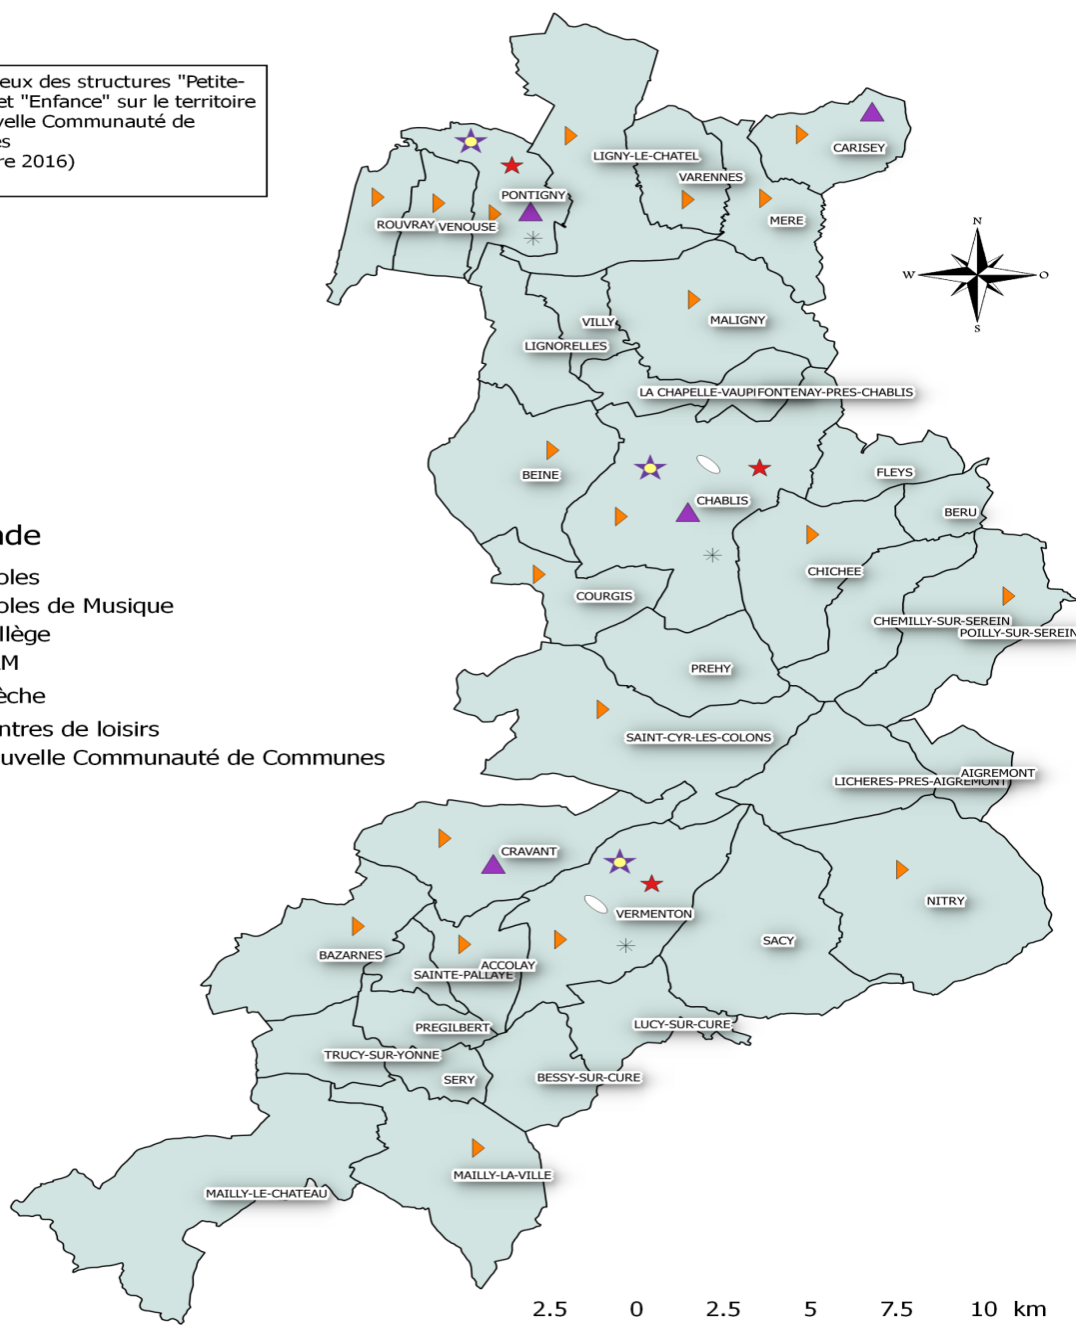 eux des structures "Petite-
et "Enfance" sur le territoire
velle Communauté de
es
re 2016)
CARISEY
LIGNY-LE-CHATEL
VARENNES
PONTIGNY
MERE
ROUVRAY
VENOUSE
N
W
O
S
VILLY
MALIGNY
LIGNORELLES
LA CHAPELLE-VAUPI
FONTENAY-PRES-CHABLIS
BEINE
FLEYS
CHABLIS
BERU
nde
oles
CHICHEE
COURGIS
oles de Musique
CHEMILLY-SUR-SEREIN
POILLY-SUR-SEREIN
llège
AM
PREHY
èche
ntres de loisirs
SAINT-CYR-LES-COLONS
uvelle Communauté de Communes
AIGREMONT
LICHERES-PRES-AIGREMONT
CRAVANT
NITRY
VERMENTON
SACY
BAZARNES
ACCOLAY
SAINTE-PALLAYE
LUCY-SUR-CURE
PREGILBERT
TRUCY-SUR-YONNE
BESSY-SUR-CURE
SERY
MAILLY-LA-VILLE
MAILLY-LE-CHATEAU
2.5 0 2.5 5 7.5 10 km